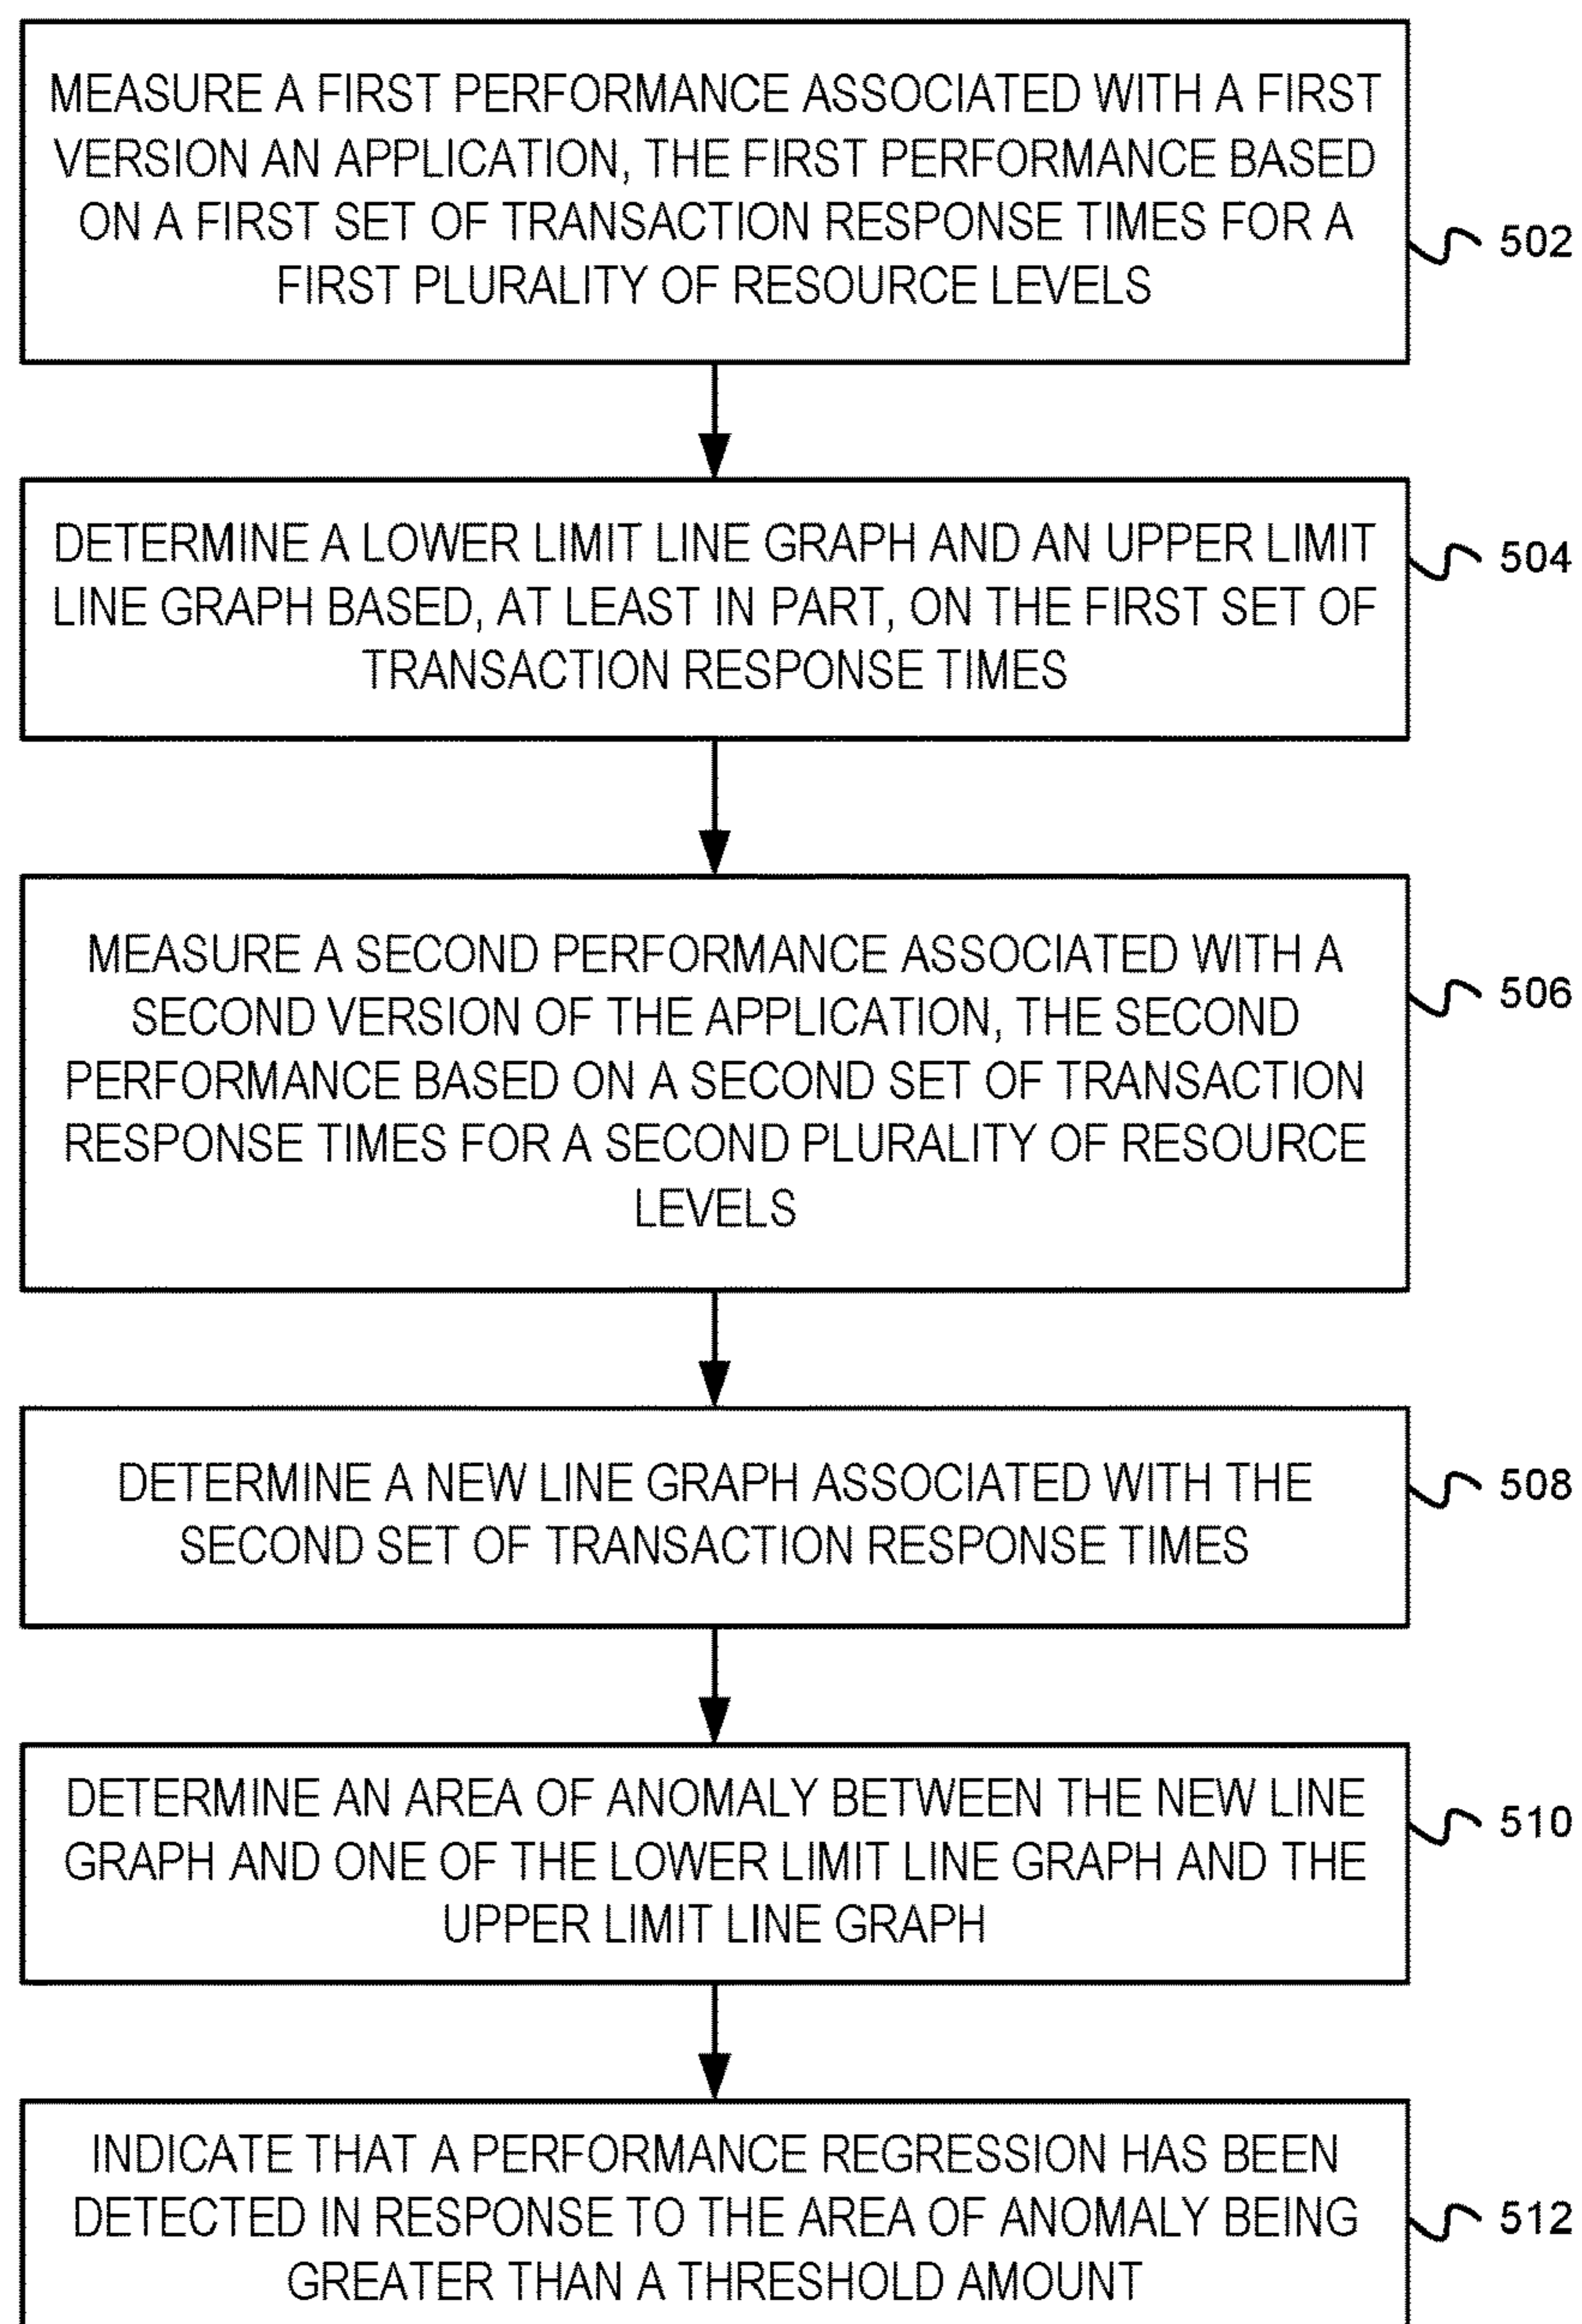 MEASURE A FIRST PERFORMANCE ASSOCIATED WITH A FIRST
VERSION AN APPLICATION, THE FIRST PERFORMANCE BASED
ON A FIRST SET OF TRANSACTION RESPONSE TIMES FOR A
FIRST PLURALITY OF RESOURCE LEVELS
502
DETERMINE A LOWER LIMIT LINE GRAPH AND AN UPPER LIMIT
LINE GRAPH BASED, AT LEAST IN PART, ON THE FIRST SET OF
TRANSACTION RESPONSE TIMES
504
MEASURE A SECOND PERFORMANCE ASSOCIATED WITH A
SECOND VERSION OF THE APPLICATION, THE SECOND
PERFORMANCE BASED ON A SECOND SET OF TRANSACTION
RESPONSE TIMES FOR A SECOND PLURALITY OF RESOURCE
LEVELS
506
DETERMINE A NEW LINE GRAPH ASSOCIATED WITH THE
SECOND SET OF TRANSACTION RESPONSE TIMES
508
DETERMINE AN AREA OF ANOMALY BETWEEN THE NEW LINE
GRAPH AND ONE OF THE LOWER LIMIT LINE GRAPH AND THE
UPPER LIMIT LINE GRAPH
510
INDICATE THAT A PERFORMANCE REGRESSION HAS BEEN
DETECTED IN RESPONSE TO THE AREA OF ANOMALY BEING
GREATER THAN A THRESHOLD AMOUNT
512